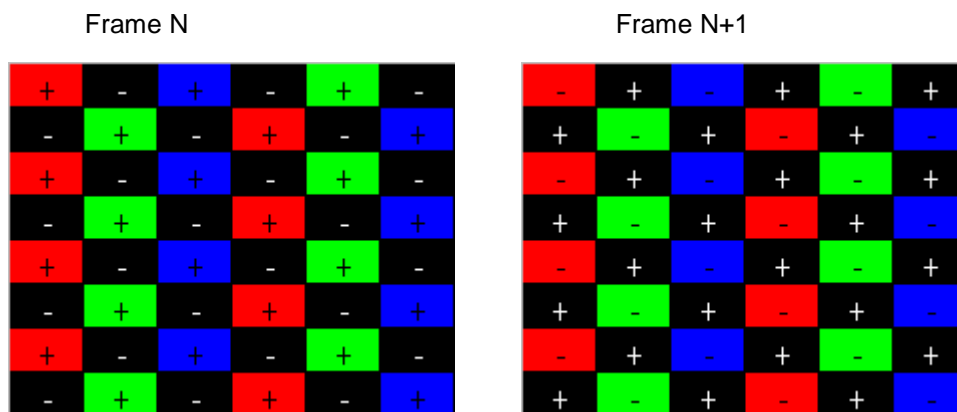 Frame N Frame N+1
+ - + - + - - + - + - +
- + - + - + + - + - + -
+ - + - + - - + - + - +
- + - + - + + - + - + -
+ - + - + - - + - + - +
- + - + - + + - + - + -
+ - + - + - - + - + - +
- + - + - + + - + - + -